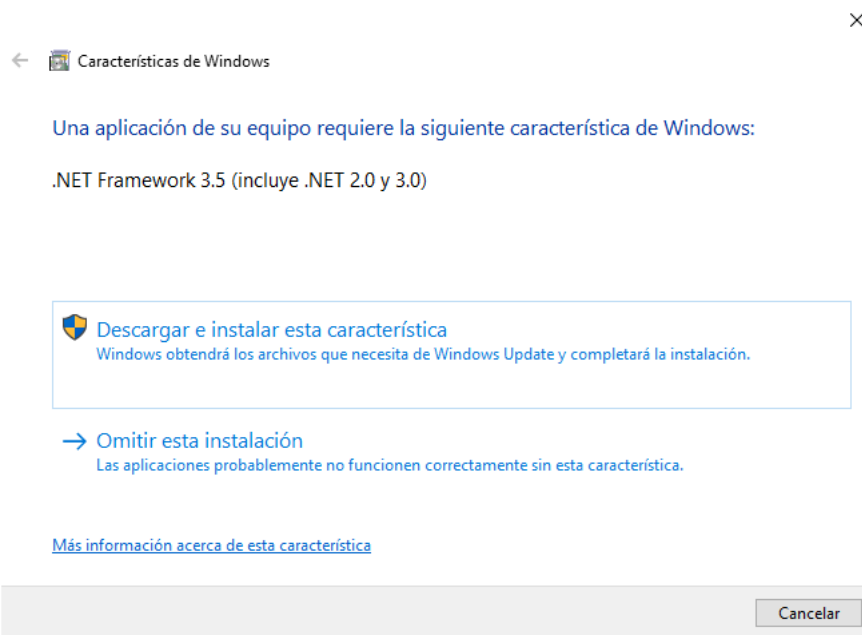 Características de Windows
Una aplicación de su equipo requiere la siguiente característica de Windows:
.NET Framework 3.5 (incluye .NET 2.0 y 3.0)
Descargar e instalar esta característica
Windows obtendrá los archivos que necesita de Windows Update y completará la instalación.
Omitir esta instalación
Las aplicaciones probablemente no funcionen correctamente sin esta característica.
Más información acerca de esta característica
Cancelar